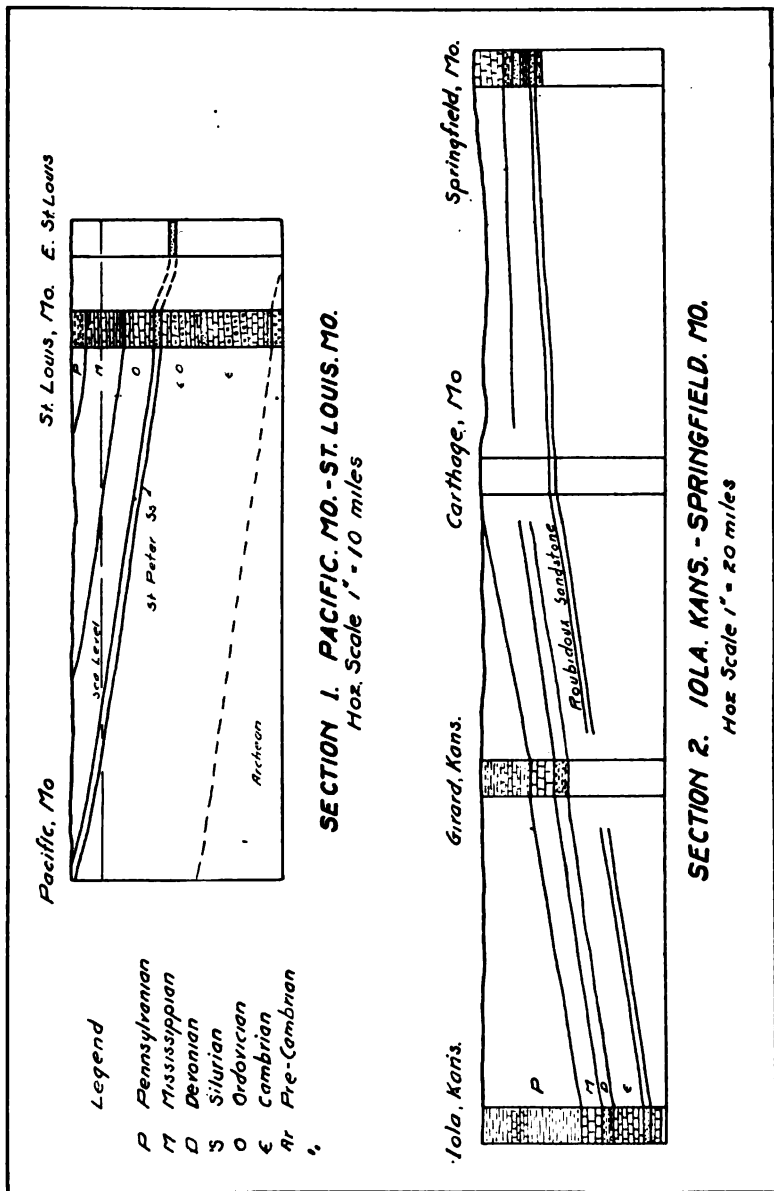 Legend
P Pennsylvanian
M Mississippian
D Devonian
S Silurian
O Ordovician
Є Cambrian
Ar Pre-Cambrian
Pacific, Mo
St. Louis, Mo.
E. St. Louis
Sea Level
St Peter Ss
Archean
P
M
O
Є O
Є
SECTION 1. PACIFIC. MO.-ST. LOUIS. MO.
Hoz. Scale 1" = 10 miles
Iola, Kans.
Girard, Kans.
Carthage, Mo
Springfield, Mo.
P
M
O
Є
Roubidoux Sandstone
SECTION 2. IOLA. KANS. - SPRINGFIELD. MO.
Hoz Scale 1" = 20 miles